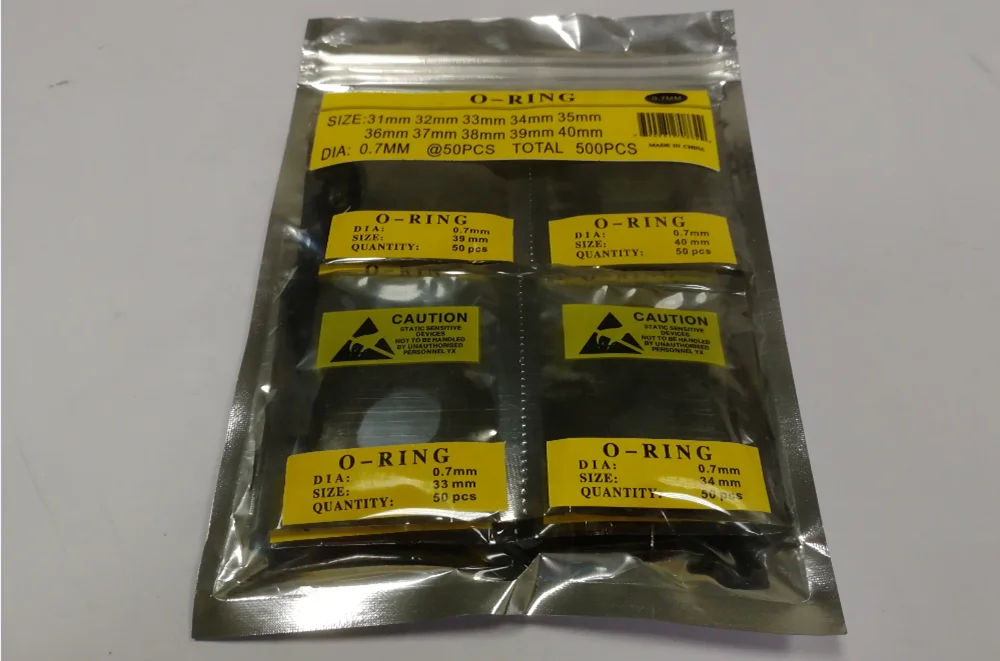 O-RING
0.7MM
SIZE:31mm 32mm 33mm 34mm 35mm
36mm 37mm 38mm 39mm 40mm
DIA: 0.7MM @50PCS TOTAL 500PCS
MADE IN CHINA
O-RING
DIA: 0.7mm
SIZE: 39 mm
QUANTITY: 50 pcs
O-RING
DIA: 0.7mm
SIZE: 40 mm
QUANTITY: 50 pcs
O-RING
CAUTION
STATIC SENSITIVE
DEVICES
NOT TO BE HANDLED
BY UNAUTHORISED
PERSONNEL YX
CAUTION
STATIC SENSITIVE
DEVICES
NOT TO BE HANDLED
BY UNAUTHORISED
PERSONNEL YX
O-RING
DIA: 0.7mm
SIZE: 33 mm
QUANTITY: 50 pcs
O-RING
DIA: 0.7mm
SIZE: 34 mm
QUANTITY: 50 pcs